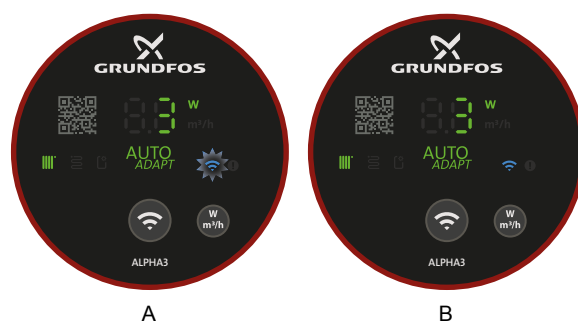 GRUNDFOS
3 W
m³/h
AUTO
ADAPT
W
m³/h
ALPHA3
A
GRUNDFOS
3 W
m³/h
AUTO
ADAPT
W
m³/h
ALPHA3
B